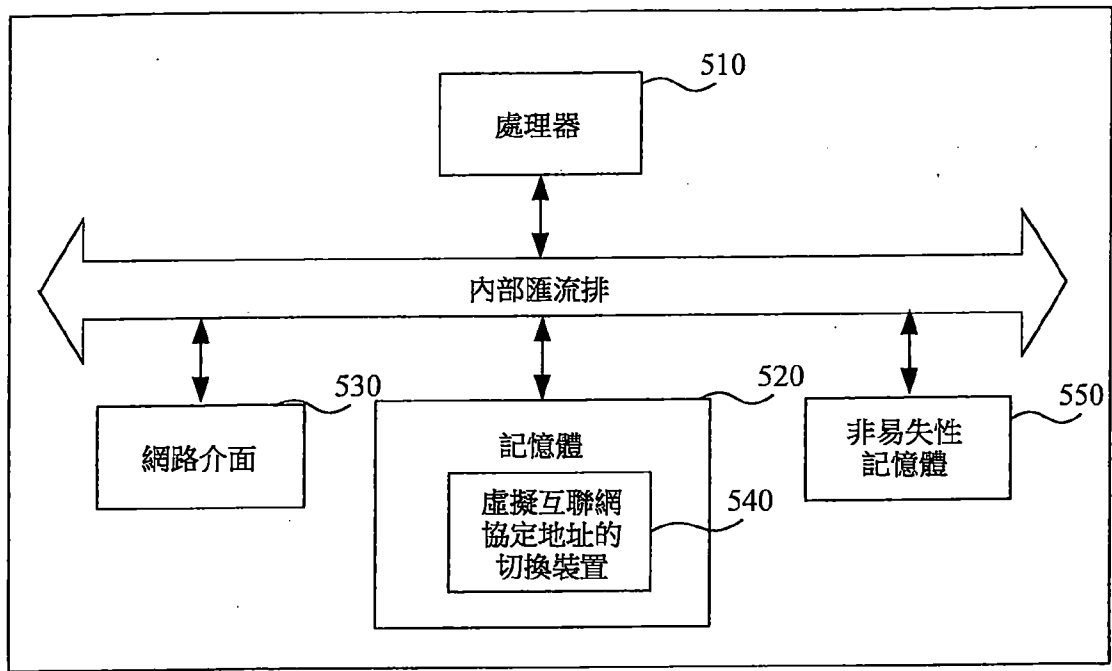 510
處理器
內部匯流排
530
網路介面
520
記憶體
540
虛擬互聯網
協定地址的
切換裝置
550
非易失性
記憶體